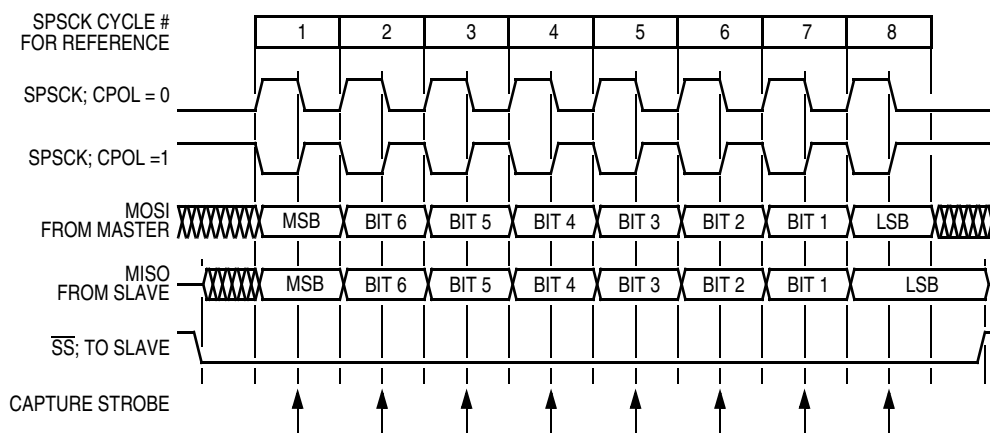 SPSCK CYCLE #
FOR REFERENCE
1 2 3 4 5 6 7 8
SPSCK; CPOL = 0
SPSCK; CPOL =1
MOSI
FROM MASTER
MSB BIT 6 BIT 5 BIT 4 BIT 3 BIT 2 BIT 1 LSB
MISO
FROM SLAVE
MSB BIT 6 BIT 5 BIT 4 BIT 3 BIT 2 BIT 1 LSB
SS; TO SLAVE
CAPTURE STROBE